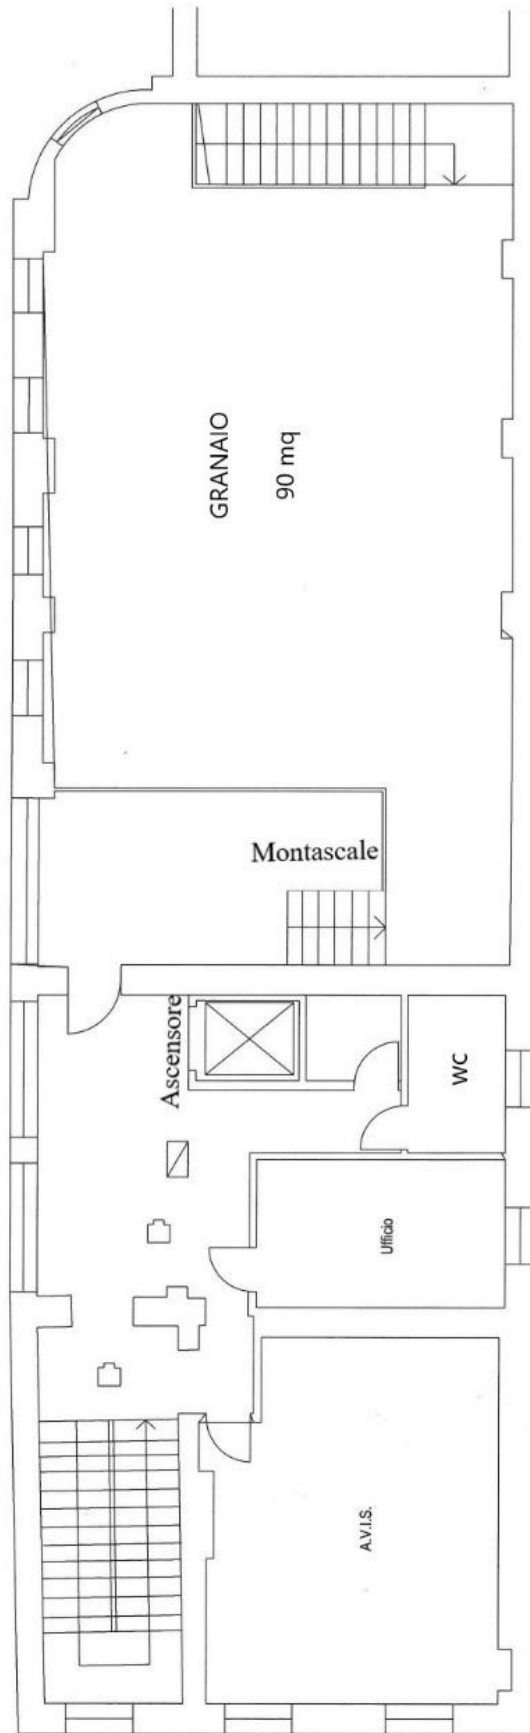 GRANAIO
90 mq
Montascale
Ascensore
WC
Ufficio
A.V.I.S.